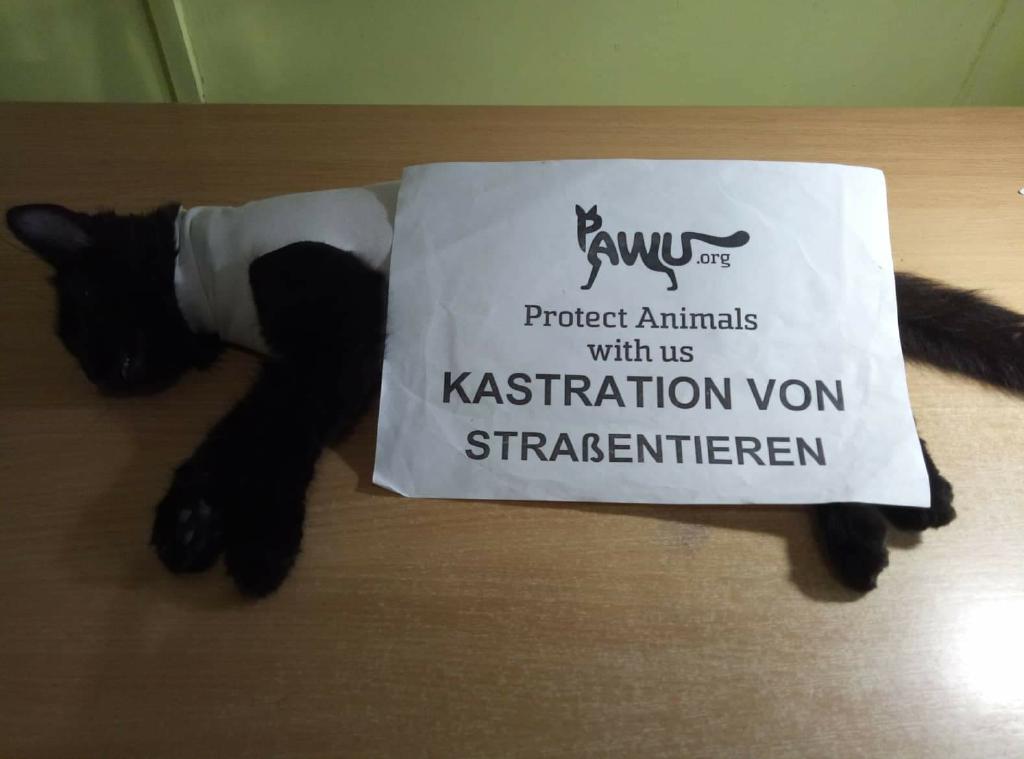 PAWU.org
Protect Animals
with us
KASTRATION VON
STRAßENTIEREN